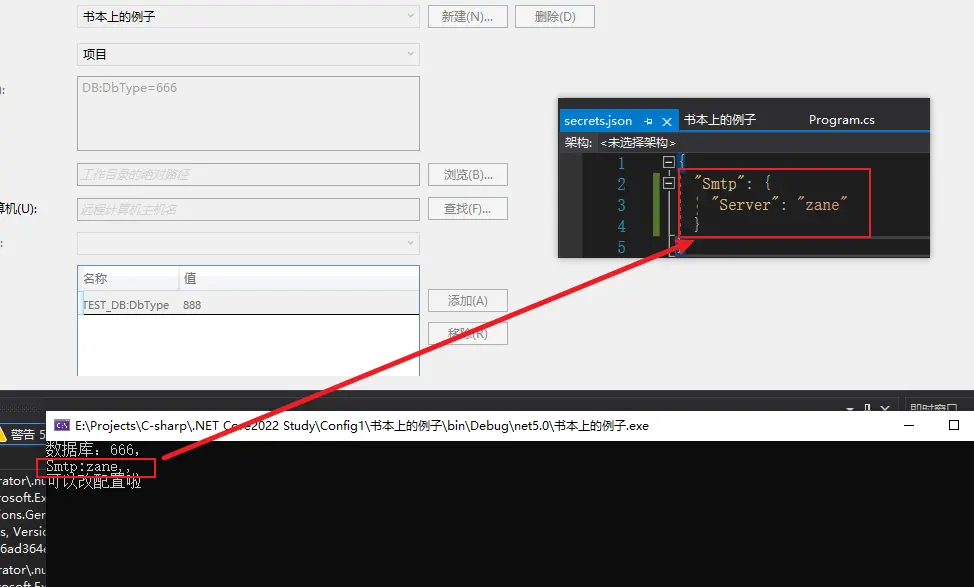 书本上的例子
新建(N)...
删除(D)
项目
):
DB:DbType=666
工作目录的绝对路径
浏览(B)...
算机(U):
远程计算机主机名
查找(F)...
:
名称 值
TEST_DB:DbType 888
添加(A)
移除(R)
secrets.json
书本上的例子
Program.cs
架构: <未选择架构>
1 {
2 "Smtp": {
3 "Server": "zane"
4 }
5 }
即时窗口
警告 5
E:\Projects\C-sharp\.NET Core2022 Study\Config1\书本上的例子\bin\Debug\net5.0\书本上的例子.exe
数据库: 666,
Smtp:zane,,
可以改配置啦
rator\.nu
rosoft.Ex
ions.Ger
s, Versic
6ad364
rator\.nu
rosoft.Ex